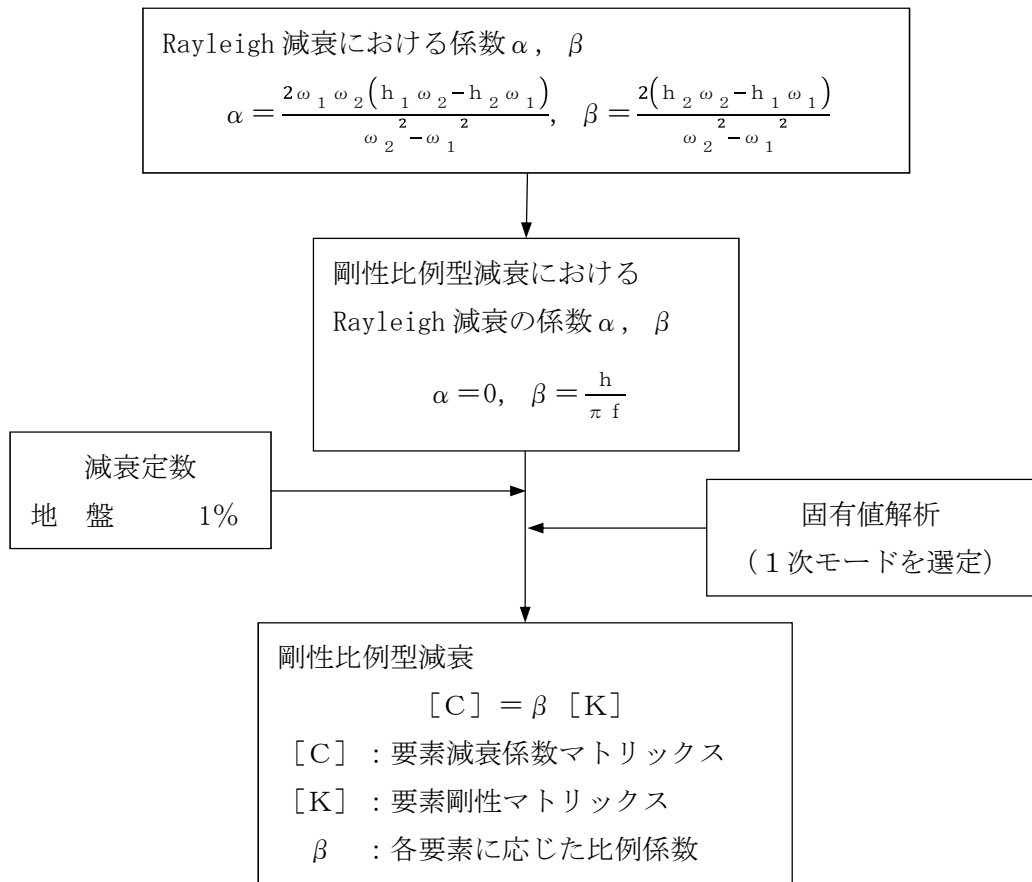 Rayleigh 減衰における係数α, β
α＝2ω₁ω₂(h₁ω₂−h₂ω₁)/(ω₂²−ω₁²), β＝2(h₂ω₂−h₁ω₁)/(ω₂²−ω₁²)
剛性比例型減衰における
Rayleigh 減衰の係数α, β
α＝0, β＝h/(πf)
減衰定数
地　盤　　1%
固有値解析
（１次モードを選定）
剛性比例型減衰
［C］＝β［K］
［C］：要素減衰係数マトリックス
［K］：要素剛性マトリックス
β　：各要素に応じた比例係数